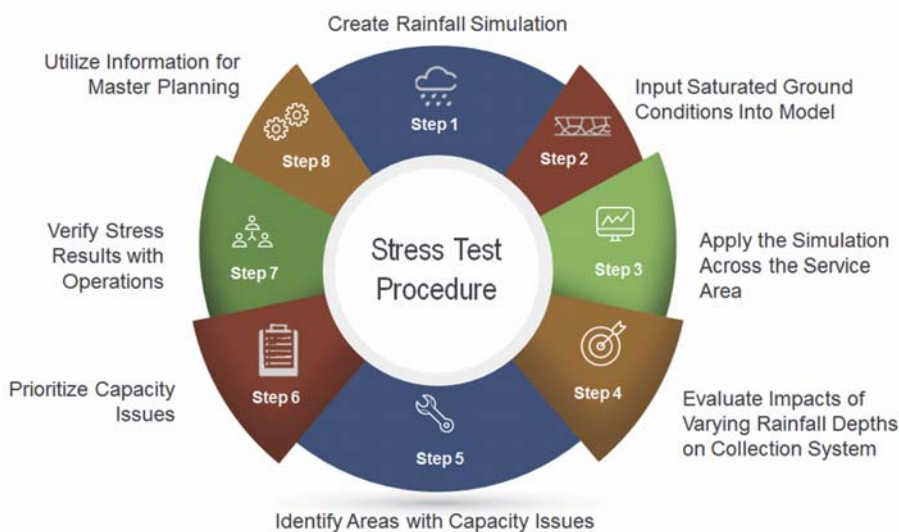 Create Rainfall Simulation
Step 1
Input Saturated Ground
Conditions Into Model
Step 2
Apply the Simulation
Across the Service
Area
Step 3
Evaluate Impacts of
Varying Rainfall Depths
on Collection System
Step 4
Identify Areas with Capacity Issues
Step 5
Prioritize Capacity
Issues
Step 6
Verify Stress
Results with
Operations
Step 7
Utilize Information for
Master Planning
Step 8
Stress Test
Procedure